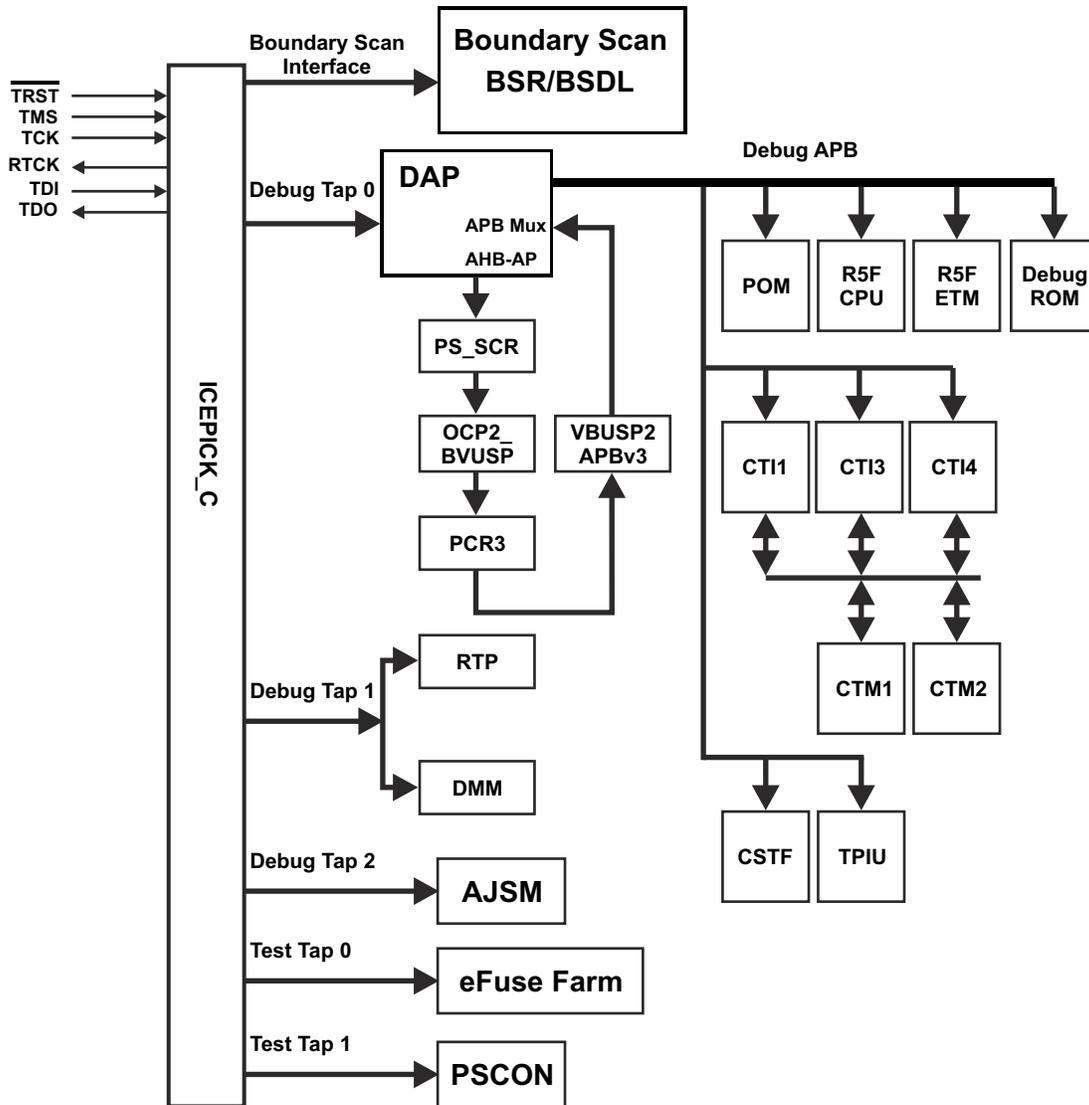 Boundary Scan
Interface
Boundary Scan
BSR/BSDL
TRST
TMS
TCK
RTCK
TDI
TDO
ICEPICK_C
Debug Tap 0
DAP
APB Mux
AHB-AP
Debug APB
POM
R5F
CPU
R5F
ETM
Debug
ROM
PS_SCR
OCP2_
BVUSP
VBUSP2
APBv3
PCR3
CTI1
CTI3
CTI4
CTM1
CTM2
Debug Tap 1
RTP
DMM
CSTF
TPIU
Debug Tap 2
AJSM
Test Tap 0
eFuse Farm
Test Tap 1
PSCON